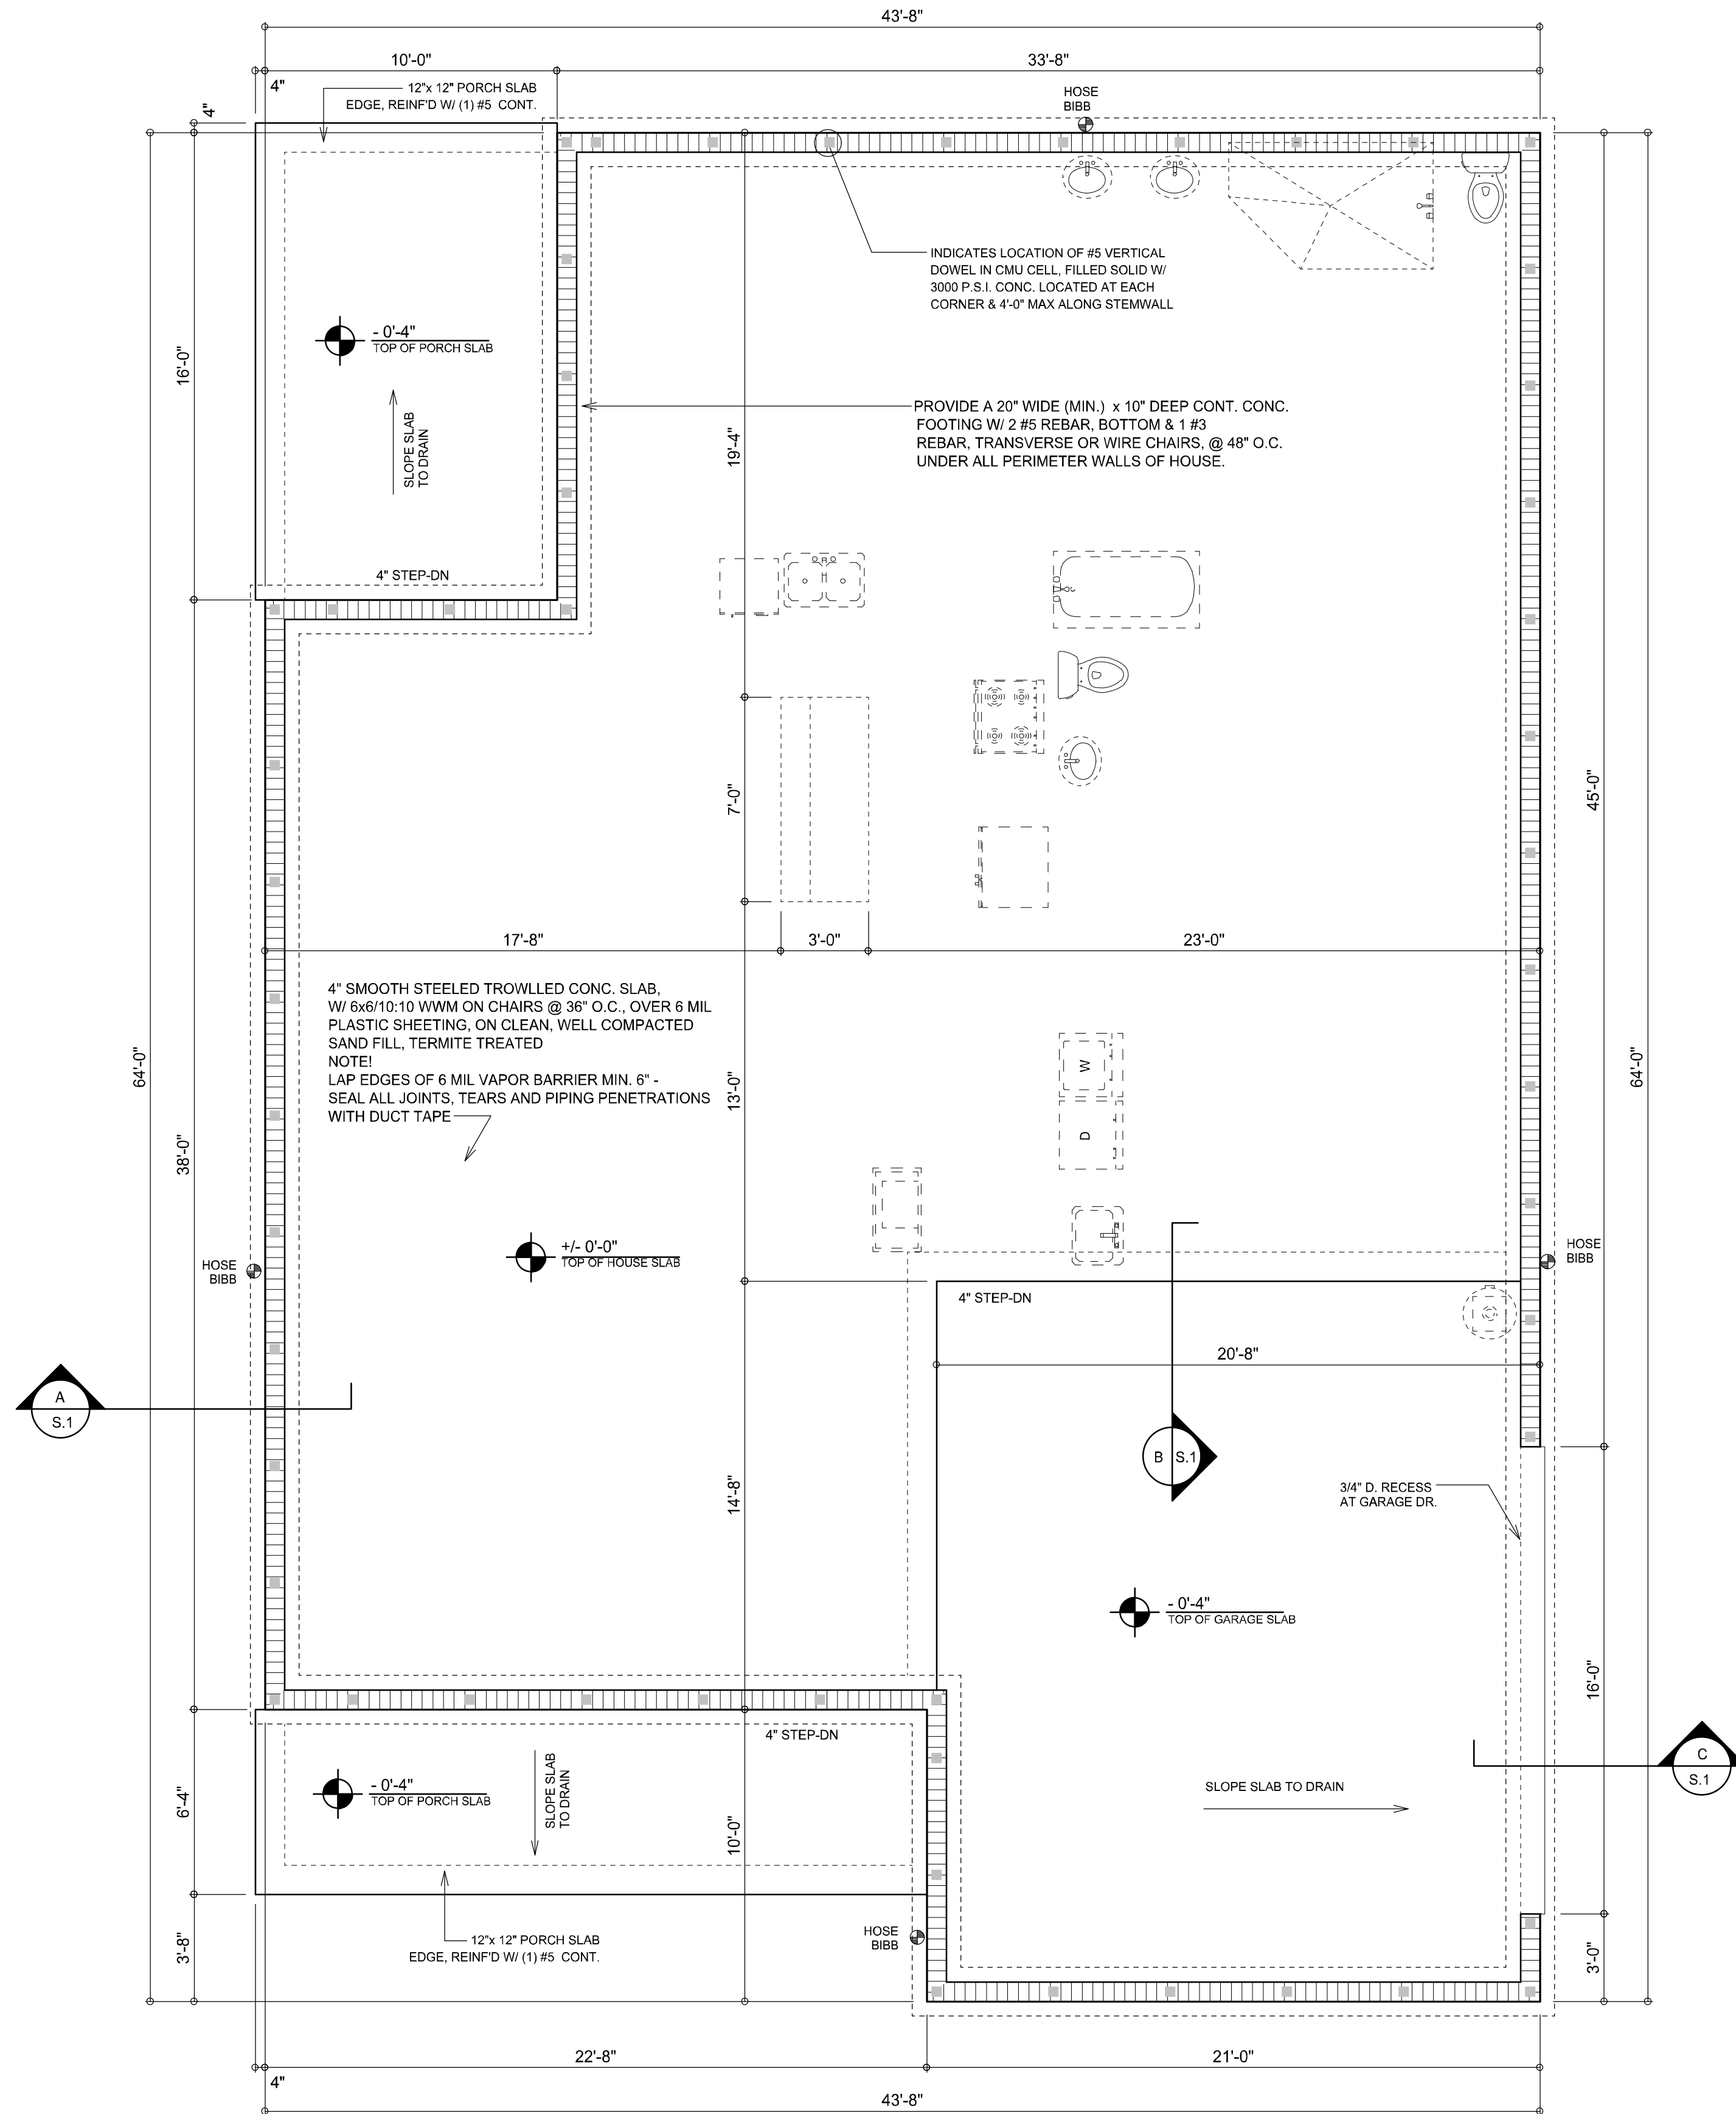 43'-8"
10'-0"
33'-8"
4"
12"x 12" PORCH SLAB
EDGE, REINF'D W/ (1) #5 CONT.
4"
HOSE
BIBB
INDICATES LOCATION OF #5 VERTICAL
DOWEL IN CMU CELL, FILLED SOLID W/
3000 P.S.I. CONC. LOCATED AT EACH
CORNER & 4'-0" MAX ALONG STEMWALL
- 0'-4"
TOP OF PORCH SLAB
16'-0"
SLOPE SLAB
TO DRAIN
PROVIDE A 20" WIDE (MIN.) x 10" DEEP CONT. CONC.
FOOTING W/ 2 #5 REBAR, BOTTOM & 1 #3
REBAR, TRANSVERSE OR WIRE CHAIRS, @ 48" O.C.
UNDER ALL PERIMETER WALLS OF HOUSE.
19'-4"
4" STEP-DN
7'-0"
45'-0"
17'-8"
3'-0"
23'-0"
4" SMOOTH STEELED TROWLLED CONC. SLAB,
W/ 6x6/10:10 WWM ON CHAIRS @ 36" O.C., OVER 6 MIL
PLASTIC SHEETING, ON CLEAN, WELL COMPACTED
SAND FILL, TERMITE TREATED
NOTE!
LAP EDGES OF 6 MIL VAPOR BARRIER MIN. 6" -
SEAL ALL JOINTS, TEARS AND PIPING PENETRATIONS
WITH DUCT TAPE
64'-0"
38'-0"
13'-0"
W
D
64'-0"
+/- 0'-0"
TOP OF HOUSE SLAB
HOSE
BIBB
HOSE
BIBB
4" STEP-DN
20'-8"
A
S.1
B
S.1
14'-8"
3/4" D. RECESS
AT GARAGE DR.
- 0'-4"
TOP OF GARAGE SLAB
16'-0"
4" STEP-DN
C
S.1
- 0'-4"
TOP OF PORCH SLAB
SLOPE SLAB
TO DRAIN
SLOPE SLAB TO DRAIN
6'-4"
10'-0"
12"x 12" PORCH SLAB
EDGE, REINF'D W/ (1) #5 CONT.
HOSE
BIBB
3'-8"
3'-0"
22'-8"
21'-0"
4"
43'-8"